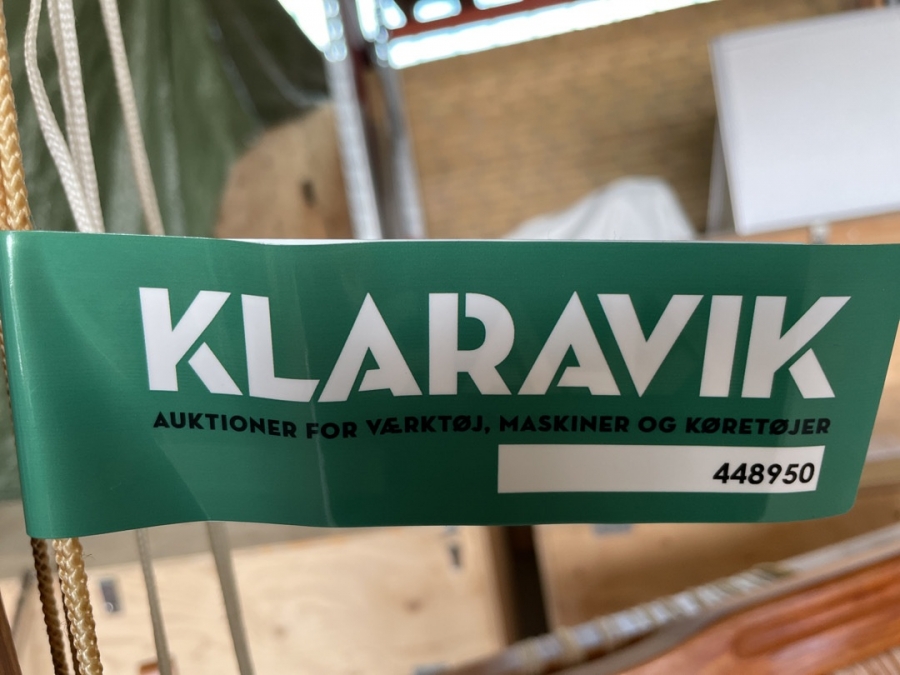 KLARAVIK
AUKTIONER FOR VÆRKTØJ, MASKINER OG KØRETØJER
448950